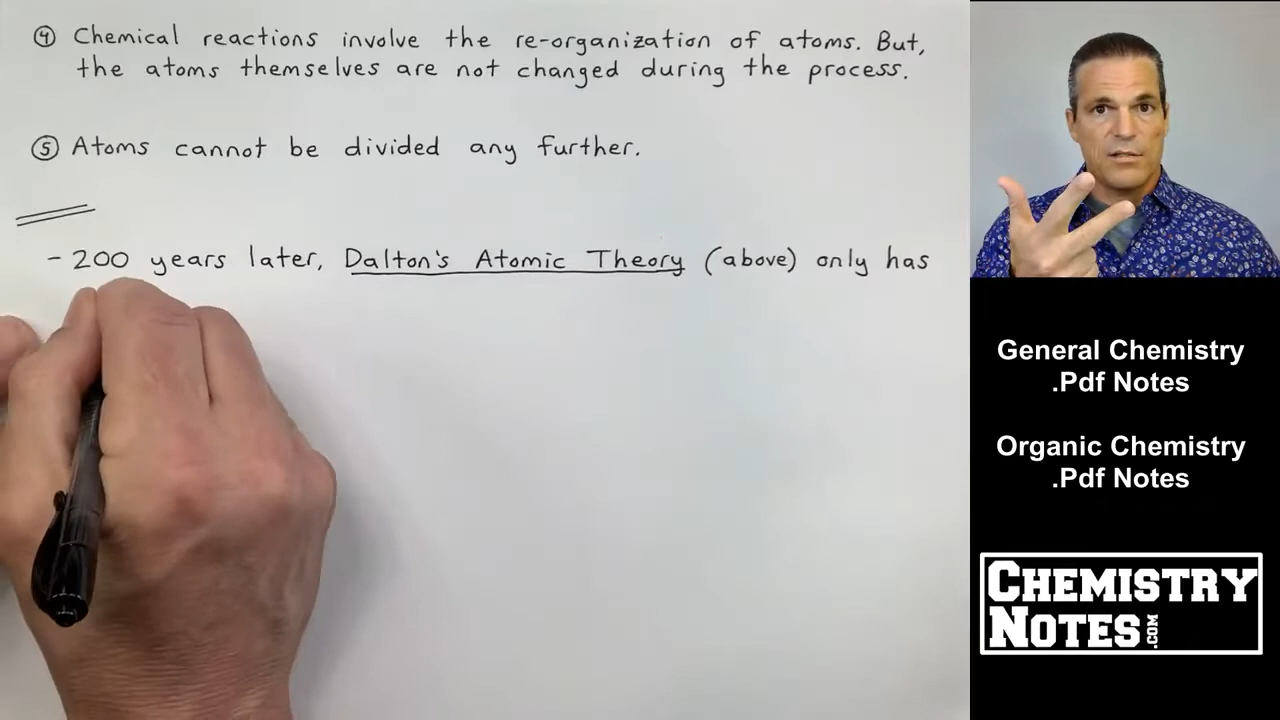 ④ Chemical reactions involve the re-organization of atoms. But,
the atoms themselves are not changed during the process.
⑤ Atoms cannot be divided any further.
- 200 years later, Dalton's Atomic Theory (above) only has
General Chemistry
.Pdf Notes
Organic Chemistry
.Pdf Notes
CHEMISTRY
NOTES.COM